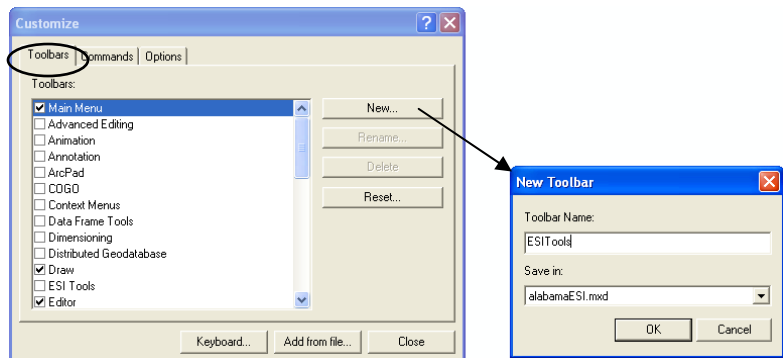 Customize
Toolbars Commands Options
Toolbars:
Main Menu
Advanced Editing
Animation
Annotation
ArcPad
COGO
Context Menus
Data Frame Tools
Dimensioning
Distributed Geodatabase
Draw
ESI Tools
Editor
New...
Rename...
Delete
Reset...
Keyboard... Add from file... Close
New Toolbar
Toolbar Name:
ESITools
Save in:
alabamaESI.mxd
OK Cancel